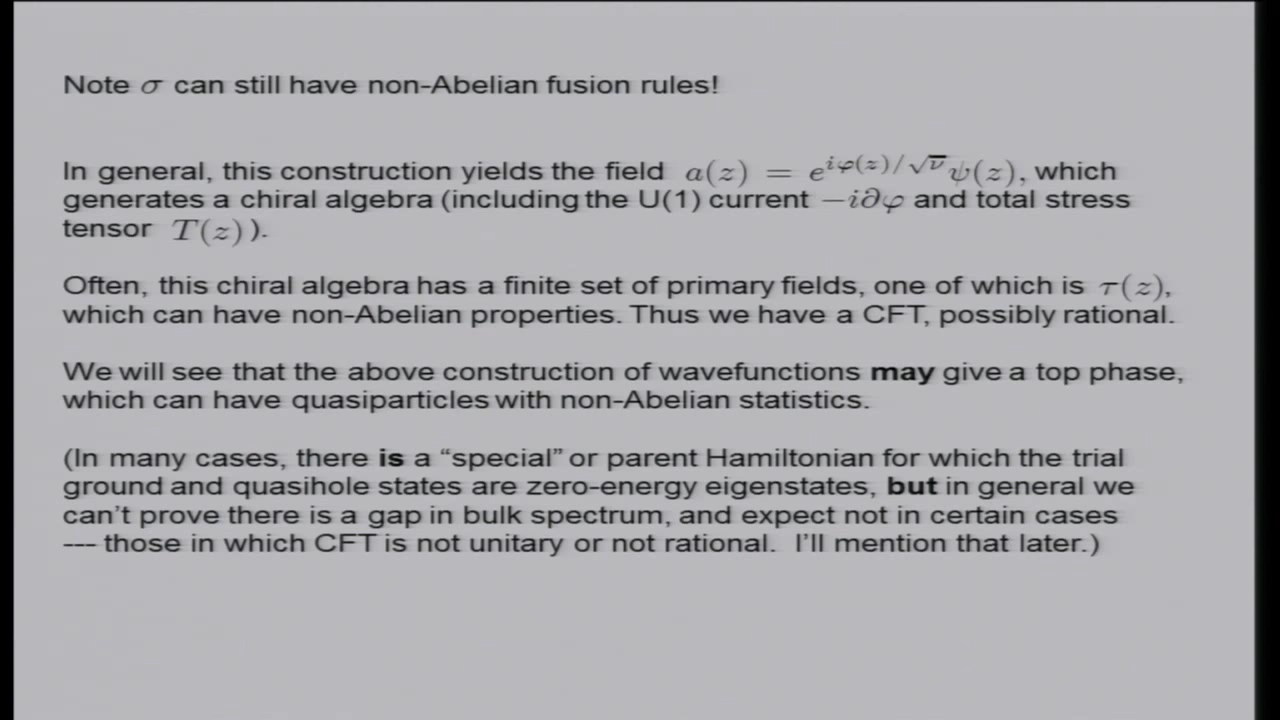 Note σ can still have non-Abelian fusion rules!
In general, this construction yields the field a(z) = e^{iφ(z)/√ν}ψ(z), which
generates a chiral algebra (including the U(1) current −i∂φ and total stress
tensor T(z)).
Often, this chiral algebra has a finite set of primary fields, one of which is τ(z),
which can have non-Abelian properties. Thus we have a CFT, possibly rational.
We will see that the above construction of wavefunctions may give a top phase,
which can have quasiparticles with non-Abelian statistics.
(In many cases, there is a “special” or parent Hamiltonian for which the trial
ground and quasihole states are zero-energy eigenstates, but in general we
can’t prove there is a gap in bulk spectrum, and expect not in certain cases
--- those in which CFT is not unitary or not rational. I’ll mention that later.)